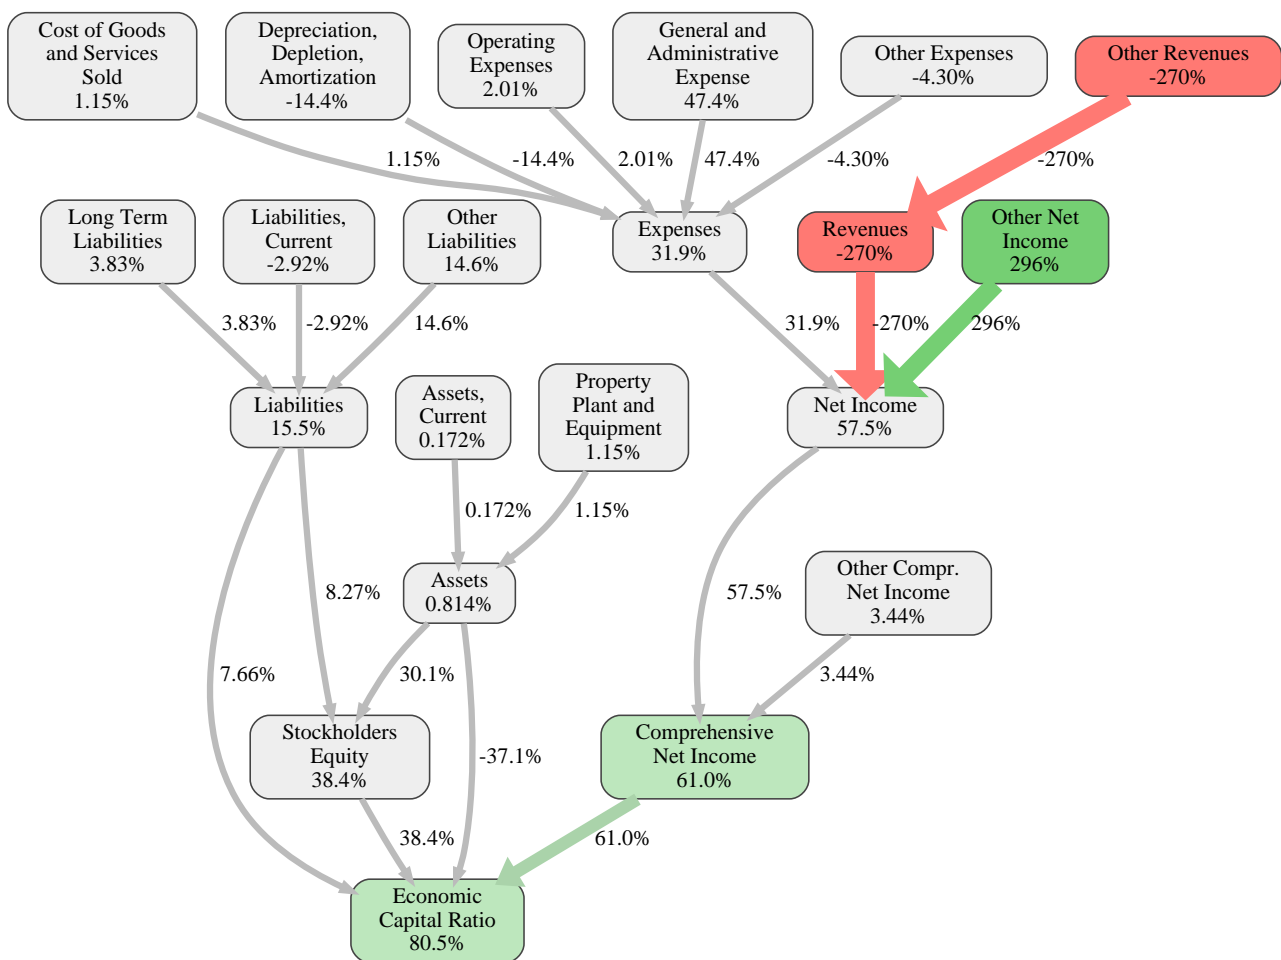 Cost of Goods
and Services
Sold
1.15%
Depreciation,
Depletion,
Amortization
-14.4%
Operating
Expenses
2.01%
General and
Administrative
Expense
47.4%
Other Expenses
-4.30%
Other Revenues
-270%
1.15%
-14.4%
2.01%
47.4%
-4.30%
-270%
Long Term
Liabilities
3.83%
Liabilities,
Current
-2.92%
Other
Liabilities
14.6%
Expenses
31.9%
Revenues
-270%
Other Net
Income
296%
3.83%
-2.92%
14.6%
31.9%
-270%
296%
Liabilities
15.5%
Assets,
Current
0.172%
Property
Plant and
Equipment
1.15%
Net Income
57.5%
0.172%
1.15%
Assets
0.814%
Other Compr.
Net Income
3.44%
8.27%
57.5%
7.66%
30.1%
3.44%
Stockholders
Equity
38.4%
-37.1%
Comprehensive
Net Income
61.0%
38.4%
61.0%
Economic
Capital Ratio
80.5%